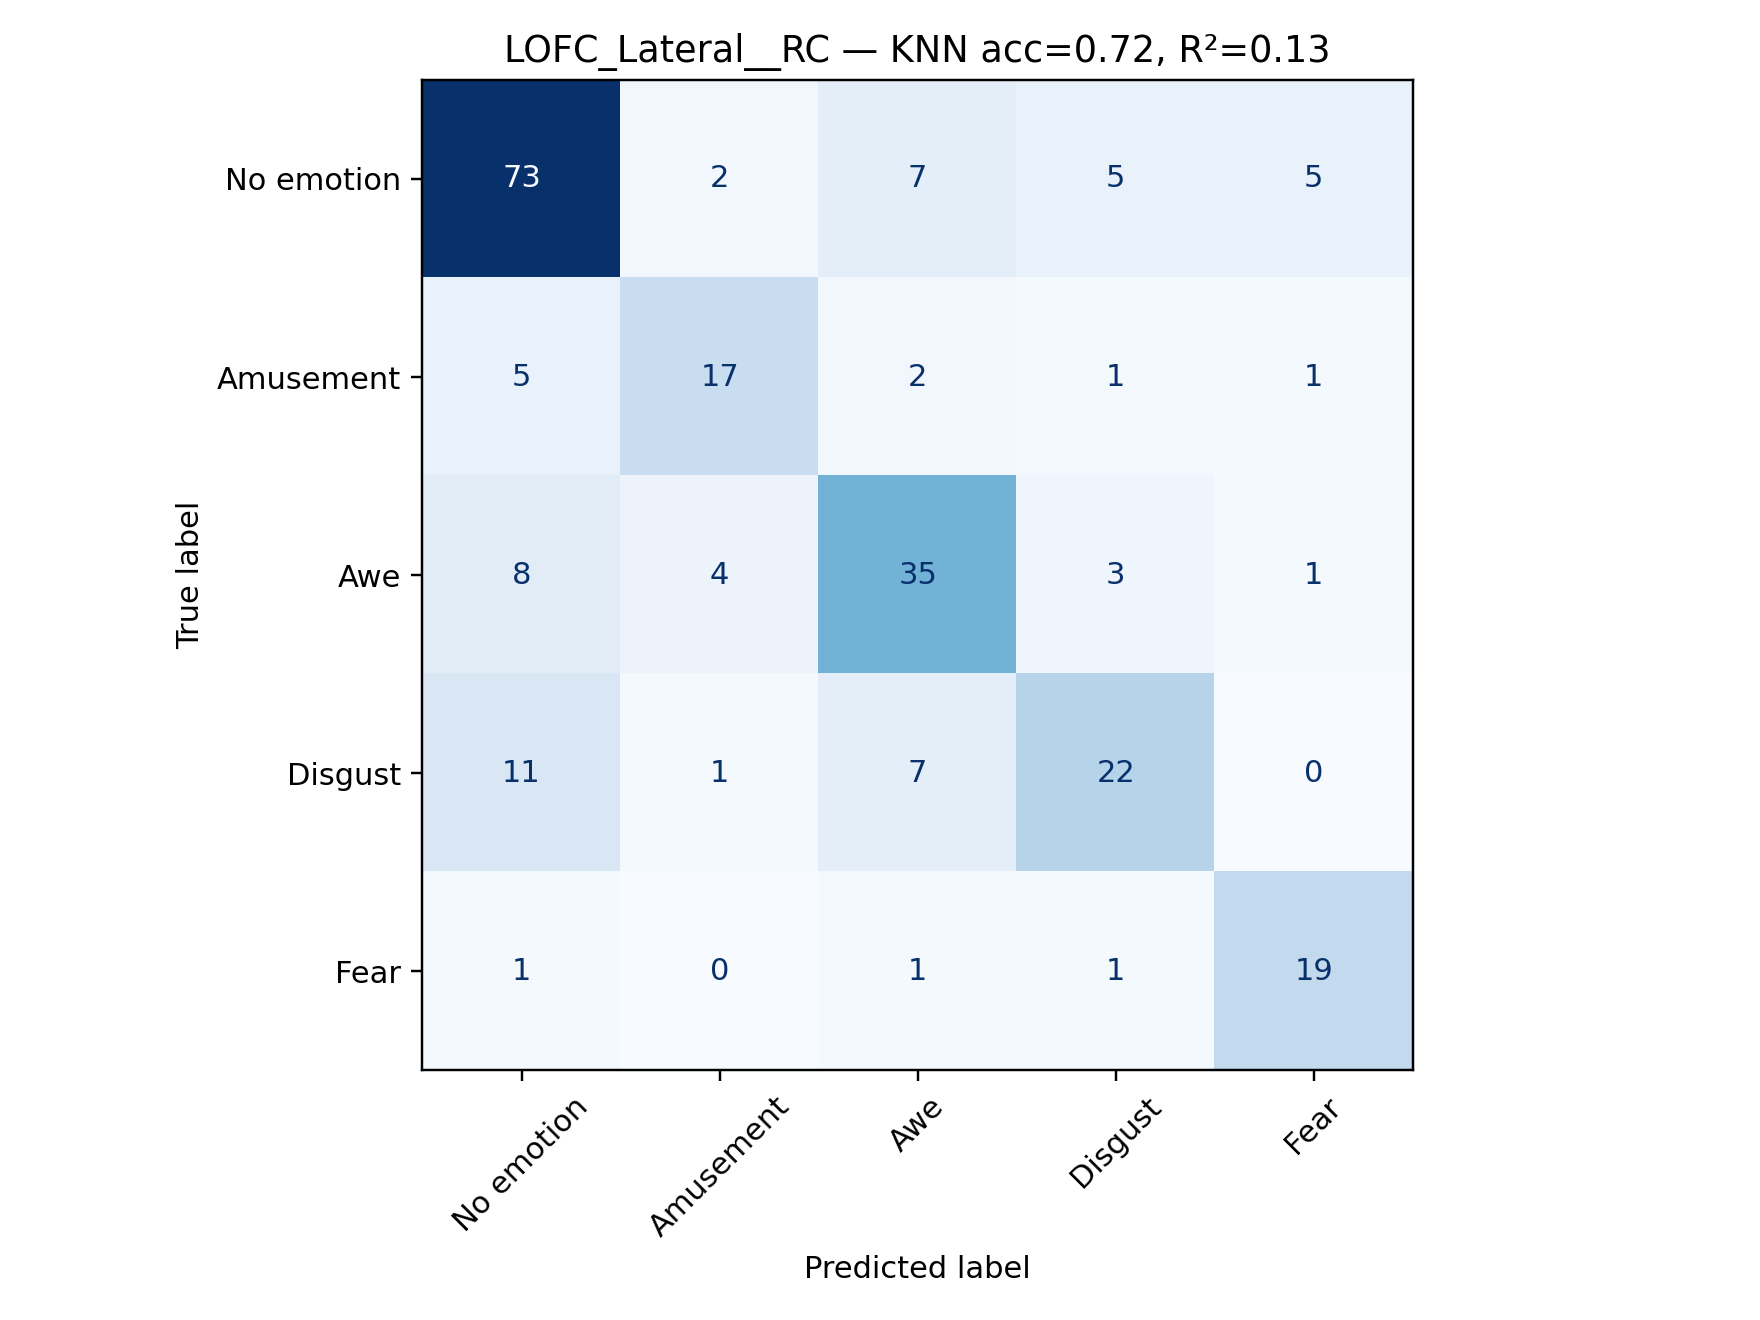 LOFC_Lateral__RC — KNN acc=0.72, R²=0.13
No emotion 73 2 7 5 5
Amusement 5 17 2 1 1
Awe 8 4 35 3 1
Disgust 11 1 7 22 0
Fear 1 0 1 1 19
True label
No emotion Amusement Awe Disgust Fear
Predicted label